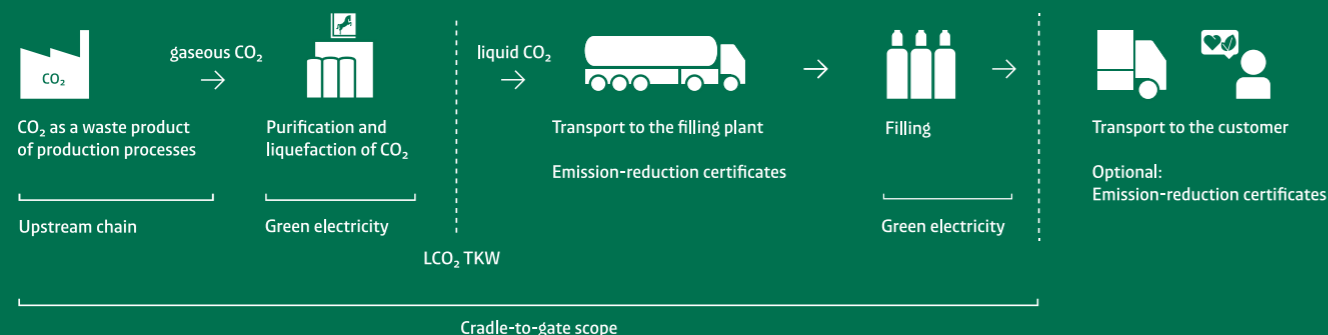 CO₂
gaseous CO₂
liquid CO₂
CO₂ as a waste product
of production processes
Purification and
liquefaction of CO₂
Transport to the filling plant
Emission-reduction certificates
Filling
Transport to the customer
Optional:
Emission-reduction certificates
Upstream chain
Green electricity
Green electricity
LCO₂ TKW
Cradle-to-gate scope